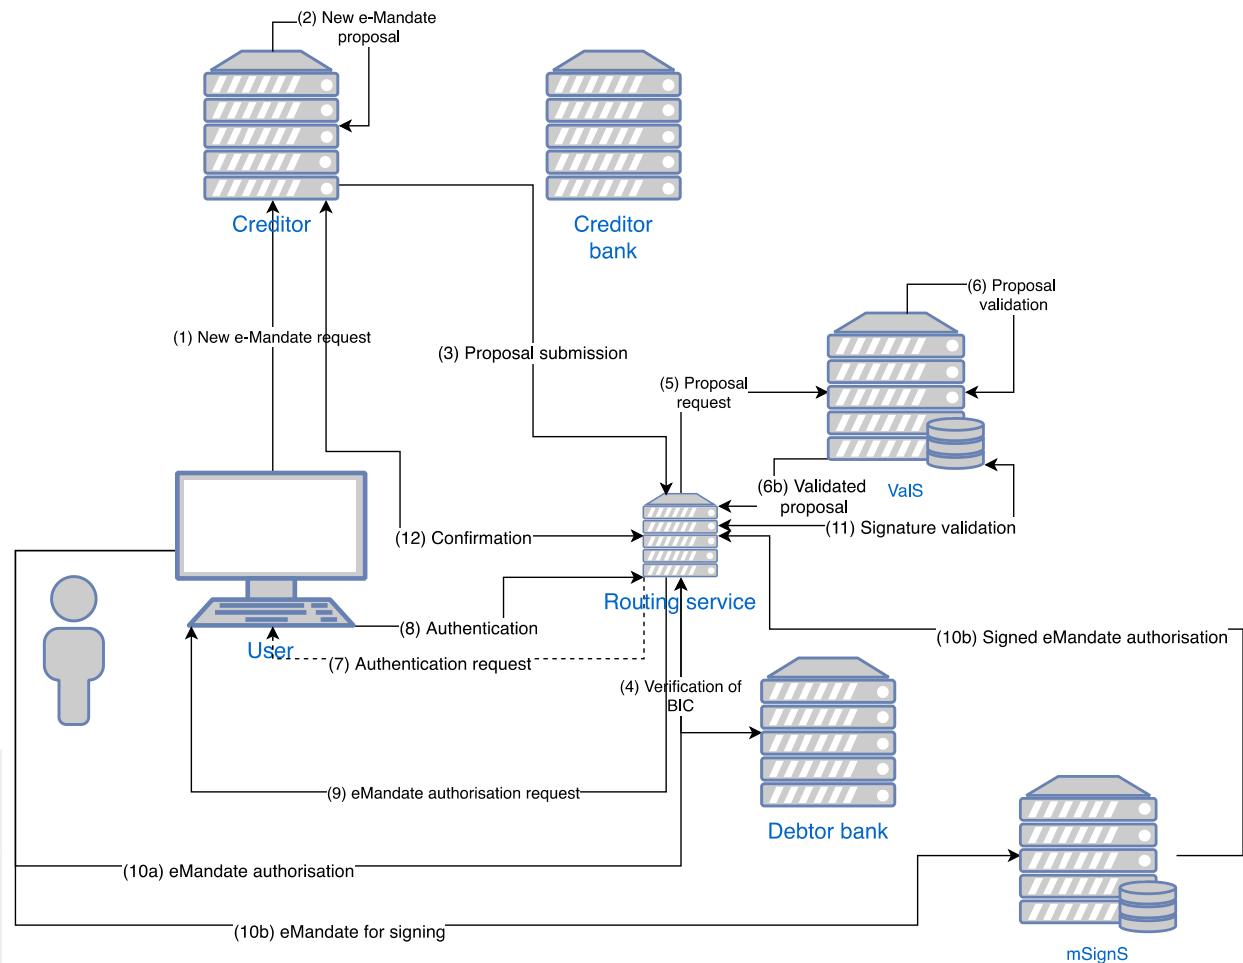 (2) New e-Mandate
proposal
Creditor
Creditor
bank
(6) Proposal
validation
(1) New e-Mandate request
(3) Proposal submission
(5) Proposal
request
(6b) Validated
proposal
ValS
(11) Signature validation
(12) Confirmation
Routing service
(8) Authentication
(10b) Signed eMandate authorisation
User
(7) Authentication request
(4) Verification of
BIC
(9) eMandate authorisation request
Debtor bank
(10a) eMandate authorisation
(10b) eMandate for signing
mSignS